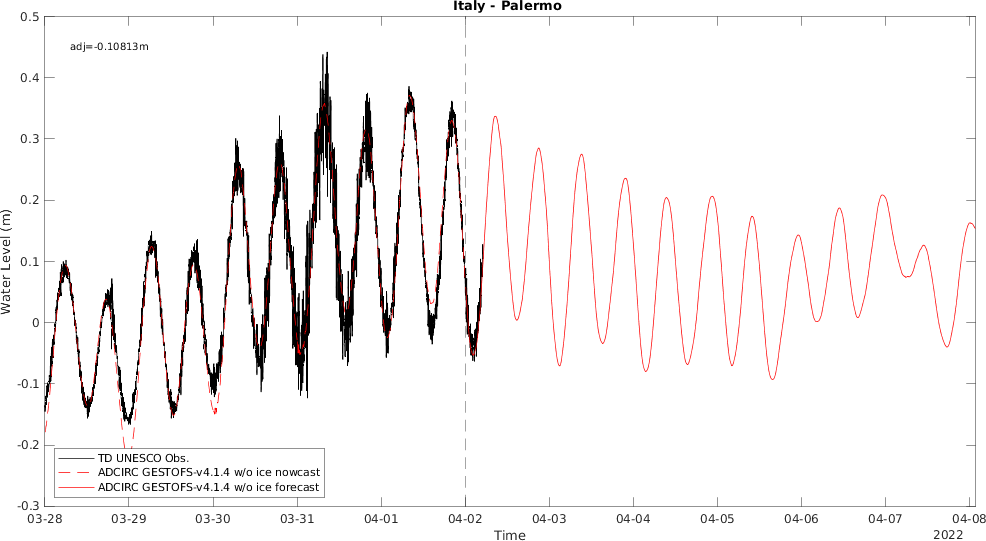 Italy - Palermo
0.5
adj=-0.10813m
0.4
0.3
0.2
0.1
0
-0.1
-0.2
-0.3
Water Level (m)
TD UNESCO Obs.
ADCIRC GESTOFS-v4.1.4 w/o ice nowcast
ADCIRC GESTOFS-v4.1.4 w/o ice forecast
03-28 03-29 03-30 03-31 04-01 04-02 04-03 04-04 04-05 04-06 04-07 04-08
Time
2022